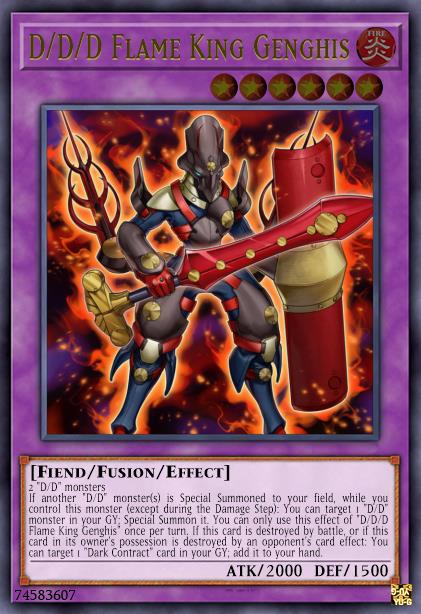 D/D/D FLAME KING GENGHIS
FIRE
炎
[FIEND/FUSION/EFFECT]
2 "D/D" monsters
If another "D/D" monster(s) is Special Summoned to your field, while you
control this monster (except during the Damage Step): You can target 1 "D/D"
monster in your GY; Special Summon it. You can only use this effect of "D/D/D
Flame King Genghis" once per turn. If this card is destroyed by battle, or if this
card in its owner's possession is destroyed by an opponent's card effect: You
can target 1 "Dark Contract" card in your GY; add it to your hand.
ATK/2000 DEF/1500
74583607